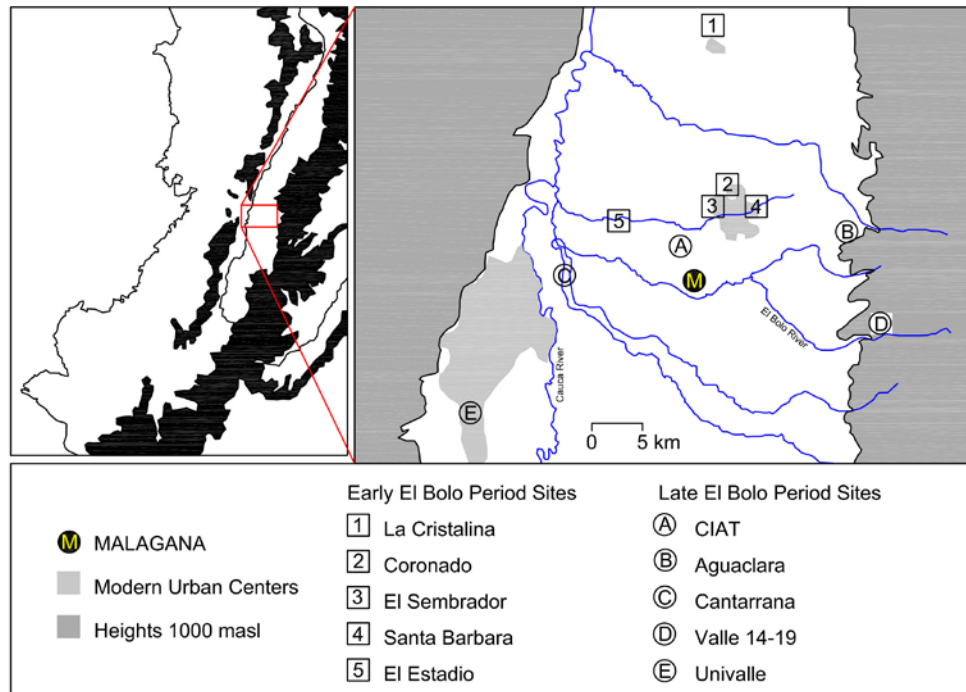 1
2
3
4
5
A
B
C
M
D
E
El Bolo River
Cauca River
0 5 km
M MALAGANA
Modern Urban Centers
Heights 1000 masl
Early El Bolo Period Sites
1 La Cristalina
2 Coronado
3 El Sembrador
4 Santa Barbara
5 El Estadio
Late El Bolo Period Sites
A CIAT
B Aguaclara
C Cantarrana
D Valle 14-19
E Univalle